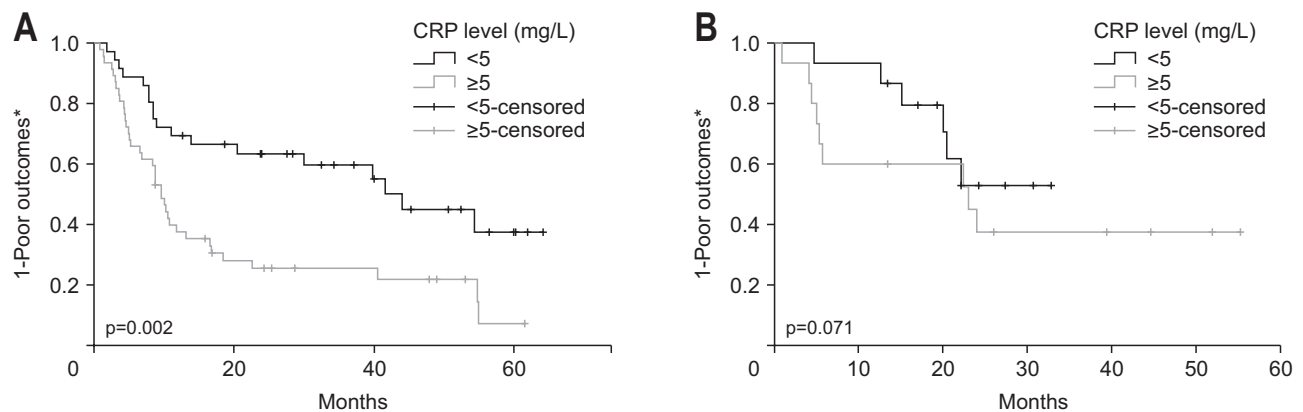 A
CRP level (mg/L)
<5
≥5
<5-censored
≥5-censored
1.0
0.8
0.6
0.4
0.2
1-Poor outcomes*
p=0.002
0 20 40 60
Months
B
CRP level (mg/L)
<5
≥5
<5-censored
≥5-censored
1.0
0.8
0.6
0.4
0.2
1-Poor outcomes*
p=0.071
0 10 20 30 40 50 60
Months